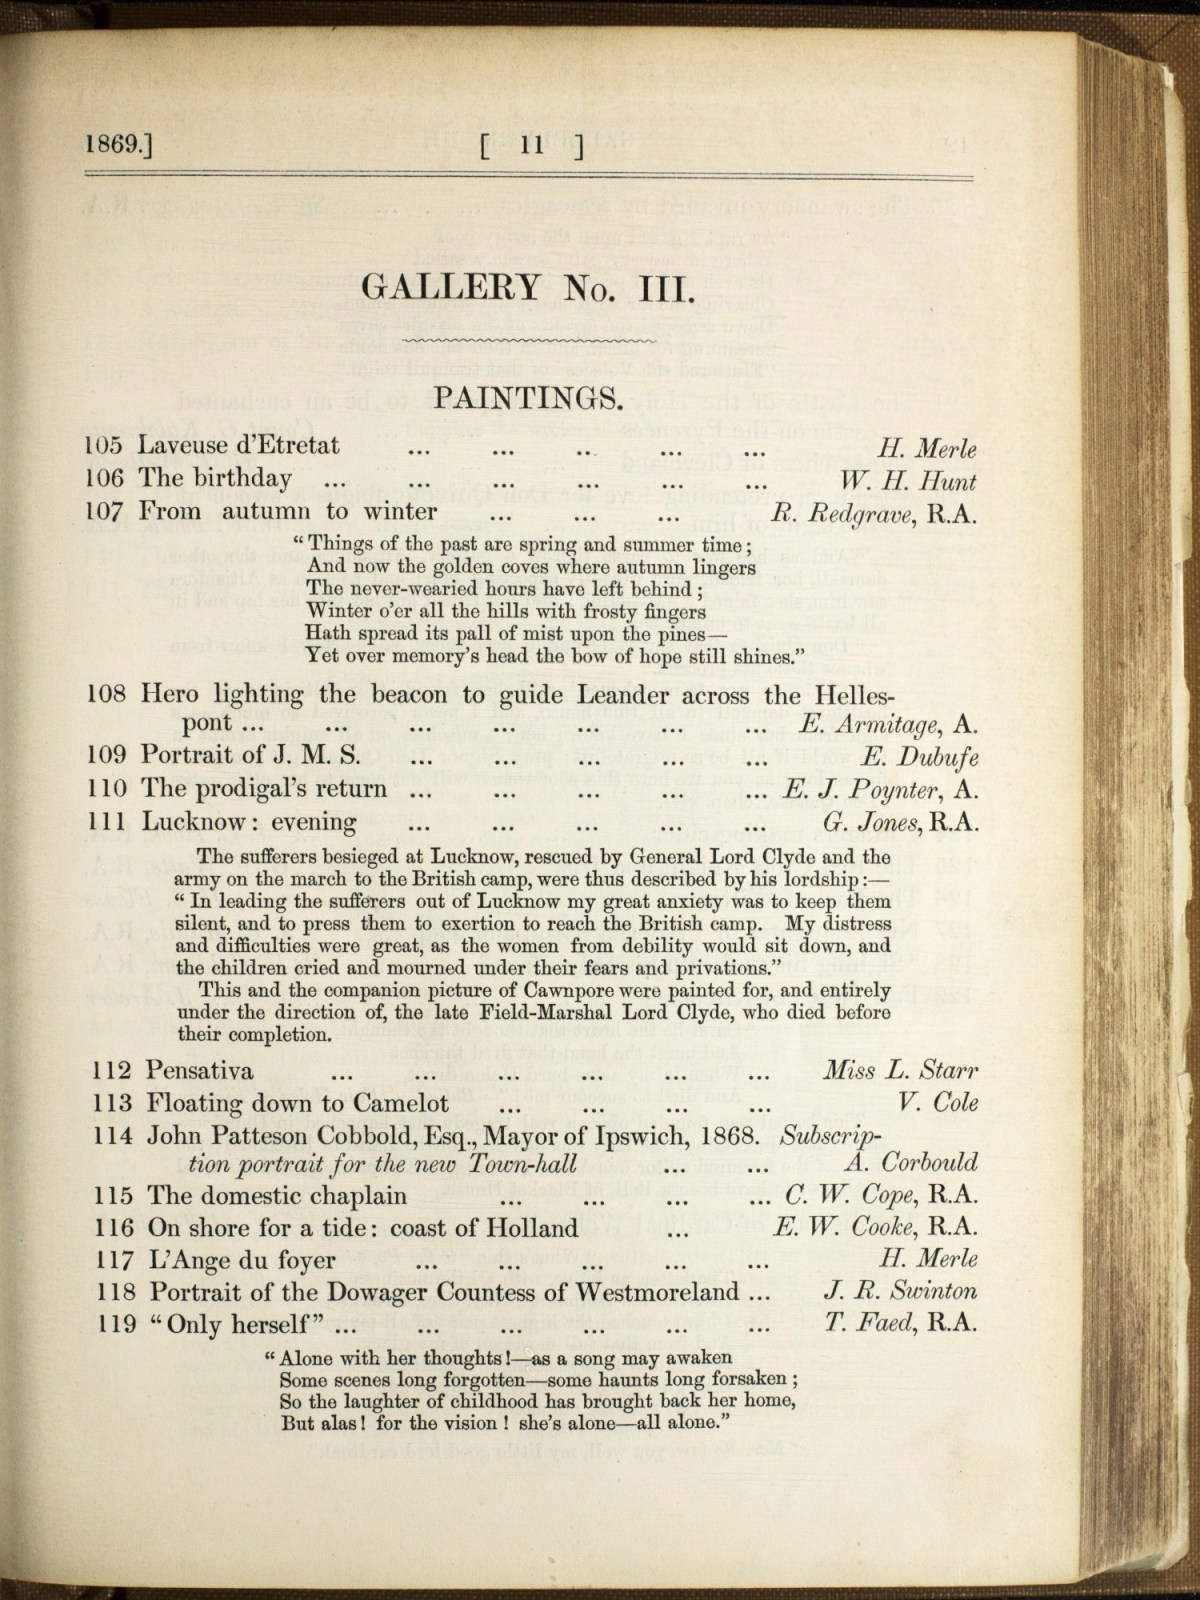 1869.] [ 11 ]
GALLERY No. III.
PAINTINGS.
105 Laveuse d'Etretat ... ... ... ... ... H. Merle
106 The birthday ... ... ... ... ... ... W. H. Hunt
107 From autumn to winter ... ... ... R. Redgrave, R.A.
“ Things of the past are spring and summer time ;
And now the golden coves where autumn lingers
The never-wearied hours have left behind ;
Winter o'er all the hills with frosty fingers
Hath spread its pall of mist upon the pines—
Yet over memory's head the bow of hope still shines.”
108 Hero lighting the beacon to guide Leander across the Helles-
pont ... ... ... ... ... ... ... E. Armitage, A.
109 Portrait of J. M. S. ... ... ... ... ... E. Dubufe
110 The prodigal's return ... ... ... ... ... E. J. Poynter, A.
111 Lucknow : evening ... ... ... ... ... G. Jones, R.A.
The sufferers besieged at Lucknow, rescued by General Lord Clyde and the
army on the march to the British camp, were thus described by his lordship :—
“ In leading the sufferers out of Lucknow my great anxiety was to keep them
silent, and to press them to exertion to reach the British camp. My distress
and difficulties were great, as the women from debility would sit down, and
the children cried and mourned under their fears and privations.”
This and the companion picture of Cawnpore were painted for, and entirely
under the direction of, the late Field-Marshal Lord Clyde, who died before
their completion.
112 Pensativa ... ... ... ... ... ... Miss L. Starr
113 Floating down to Camelot ... ... ... ... V. Cole
114 John Patteson Cobbold, Esq., Mayor of Ipswich, 1868. Subscrip-
tion portrait for the new Town-hall ... ... A. Corbould
115 The domestic chaplain ... ... ... ... C. W. Cope, R.A.
116 On shore for a tide : coast of Holland ... E. W. Cooke, R.A.
117 L'Ange du foyer ... ... ... ... ... H. Merle
118 Portrait of the Dowager Countess of Westmoreland ... J. R. Swinton
119 “ Only herself ” ... ... ... ... ... ... T. Faed, R.A.
“ Alone with her thoughts !—as a song may awaken
Some scenes long forgotten—some haunts long forsaken ;
So the laughter of childhood has brought back her home,
But alas ! for the vision ! she's alone—all alone.”